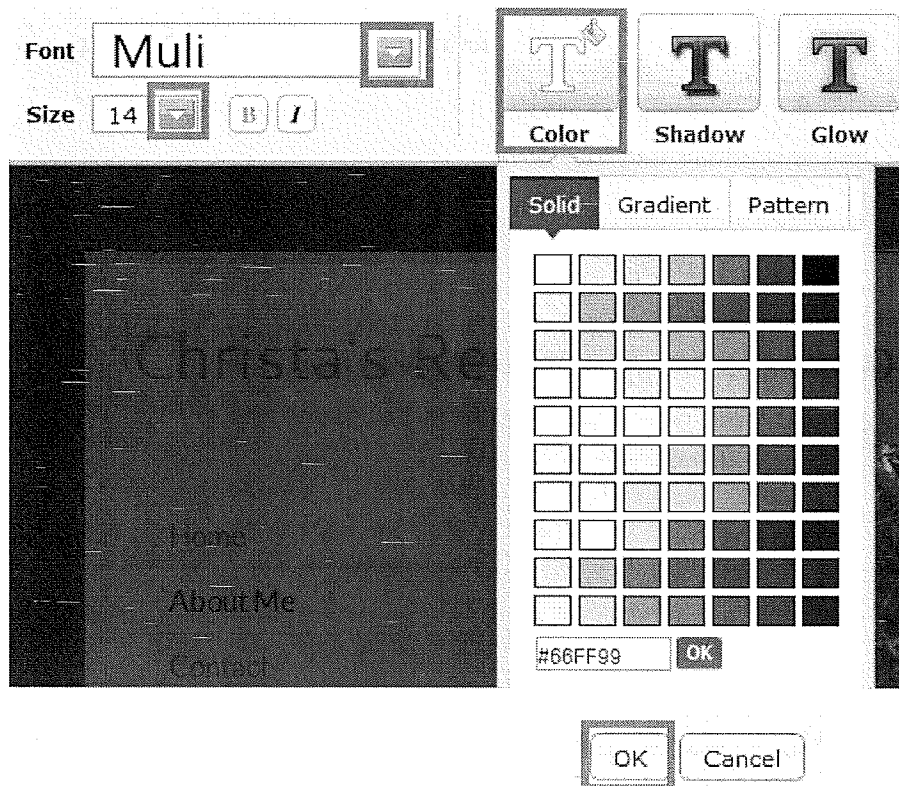 Font Muli
Size 14 B I
Color Shadow Glow
Solid Gradient Pattern
Christa's Re
Home
About Me
Contact
#66FF99 OK
OK Cancel